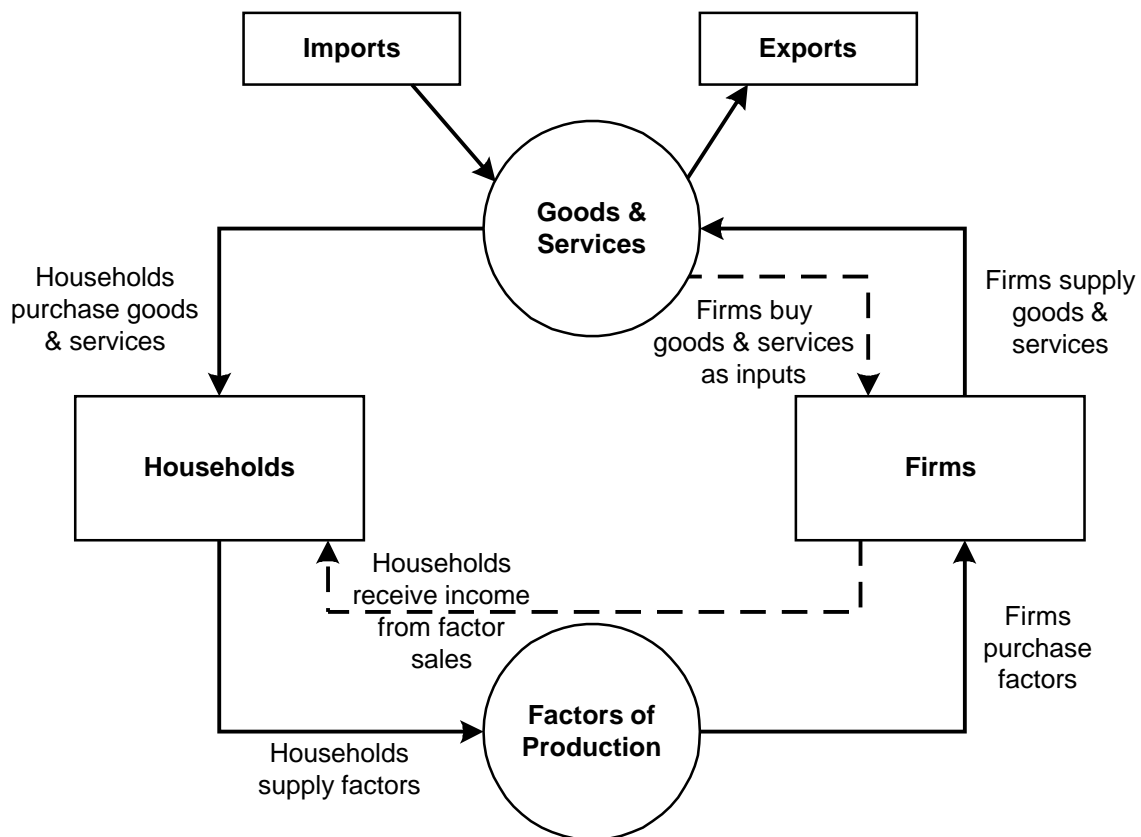 Imports
Exports
Goods &
Services
Households
purchase goods
& services
Firms buy
goods & services
as inputs
Firms supply
goods &
services
Households
Firms
Households
receive income
from factor
sales
Firms
purchase
factors
Factors of
Production
Households
supply factors